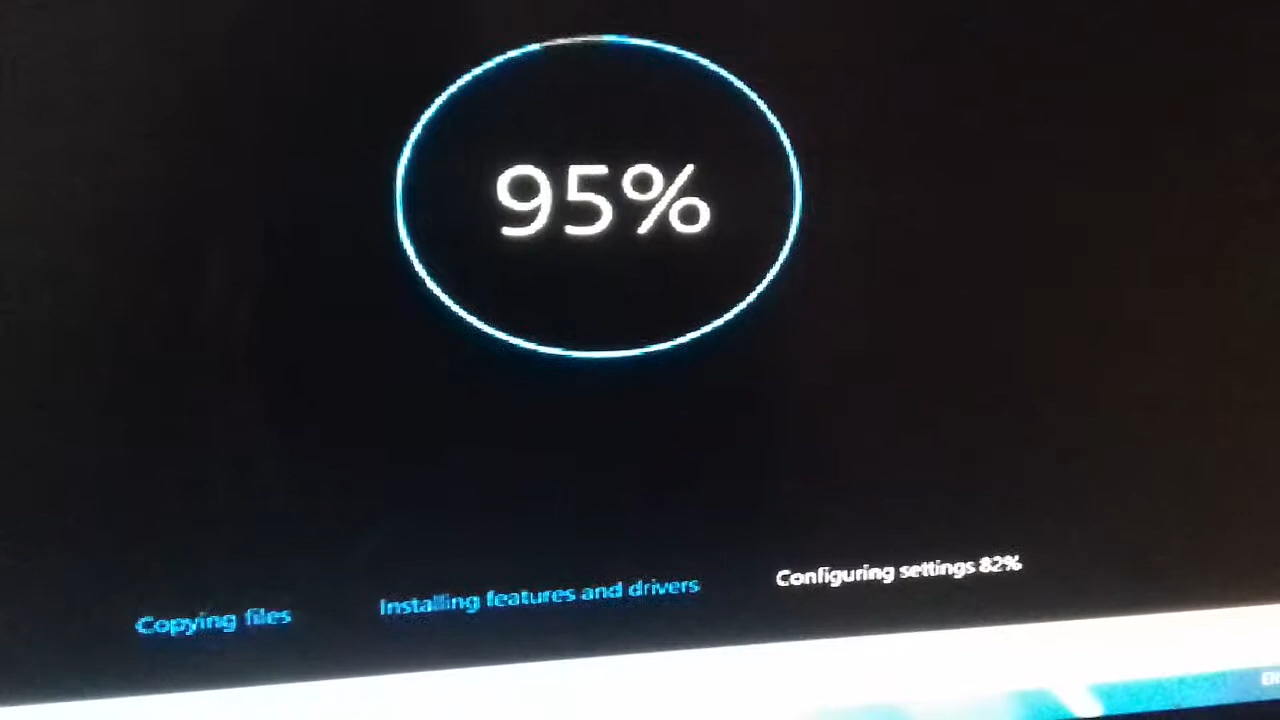 95%
Copying files
Installing features and drivers
Configuring settings 82%